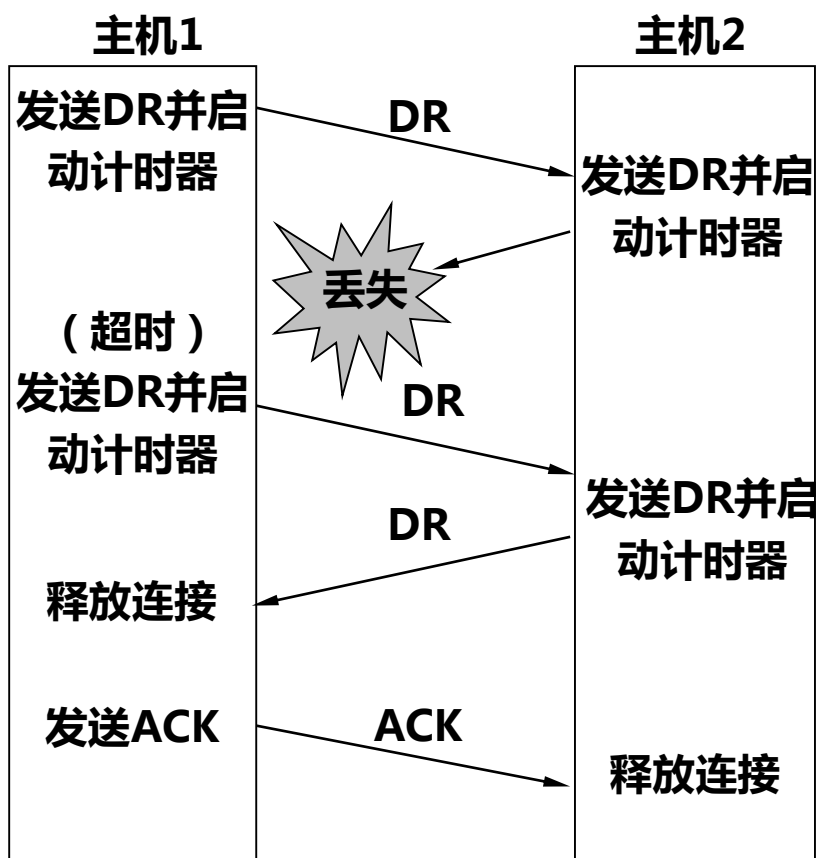 主机1
主机2
发送DR并启
动计时器
DR
发送DR并启
动计时器
丢失
（超时）
发送DR并启
动计时器
DR
发送DR并启
动计时器
DR
释放连接
发送ACK
ACK
释放连接